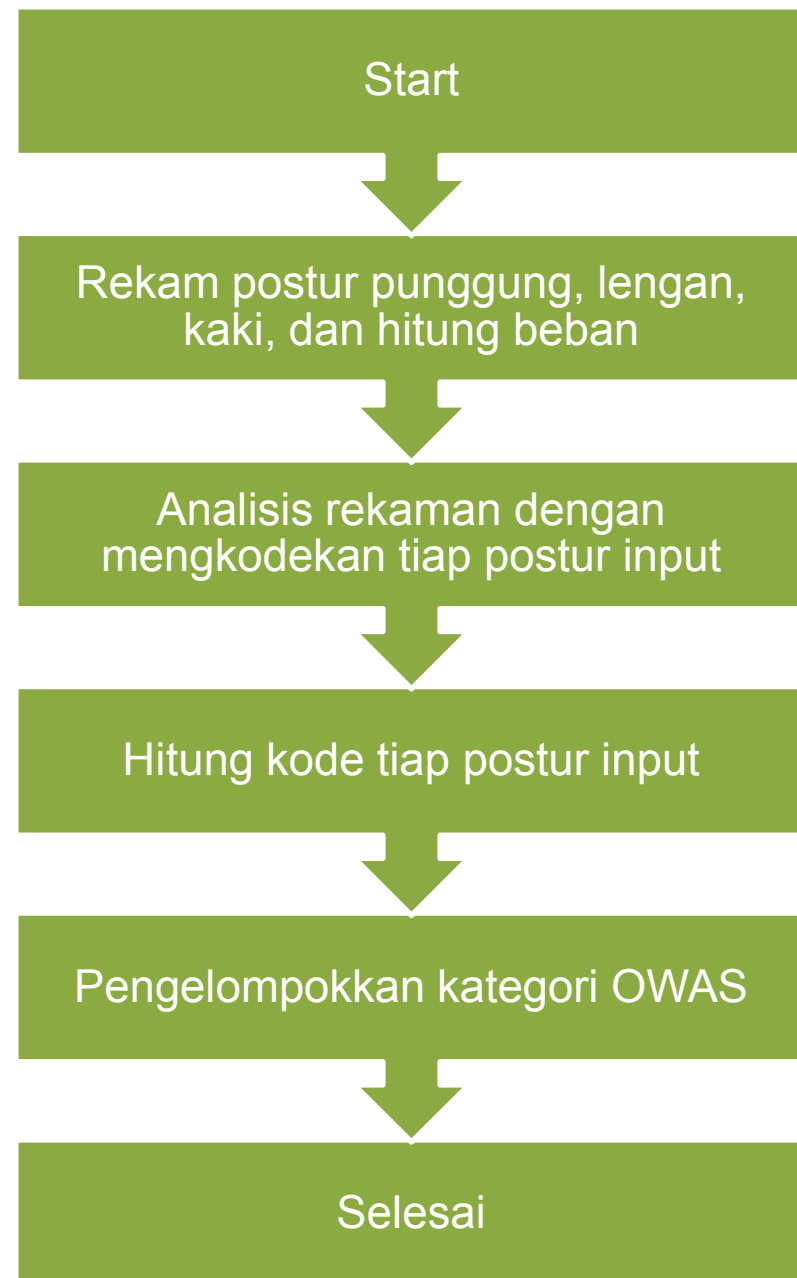 Start
Rekam postur punggung, lengan,
kaki, dan hitung beban
Analisis rekaman dengan
mengkodekan tiap postur input
Hitung kode tiap postur input
Pengelompokkan kategori OWAS
Selesai